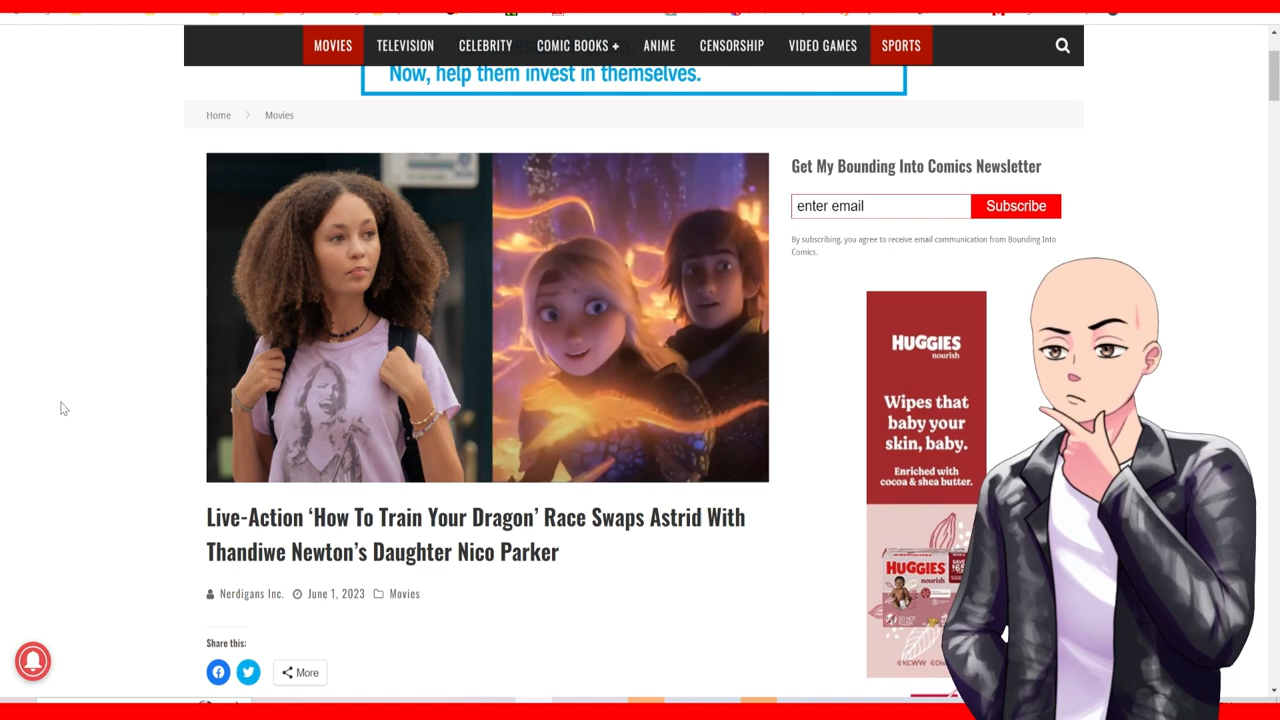 MOVIES TELEVISION CELEBRITY COMIC BOOKS + ANIME CENSORSHIP VIDEO GAMES SPORTS
Now, help them invest in themselves.
Home > Movies
Get My Bounding Into Comics Newsletter
enter email Subscribe
By subscribing, you agree to receive email communication from Bounding Into
Comics.
HUGGIES
nourish
Wipes that
baby your
skin, baby.
Enriched with
cocoa & shea butter.
HUGGIES
nourish
Live-Action ‘How To Train Your Dragon’ Race Swaps Astrid With
Thandiwe Newton’s Daughter Nico Parker
Nerdigans Inc. June 1, 2023 Movies
Share this:
More